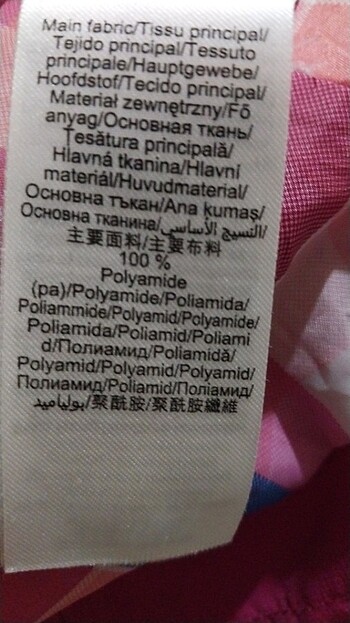 Main fabric/Tissu principal/
Tejido principal/Tessuto
principale/Hauptgewebe/
Hoofdstof/Tecido principal/
Materiał zewnętrzny/Fő
anyag/Основная ткань/
Țesătura principală/
Hlavná tkanina/Hlavní
materiál/Huvudmaterial/
Основна тъкан/Ana kumaş/
Основна тканина/النسيج الأساسي/
主要面料/主要布料
100 %
Polyamide
(pa)/Polyamide/Poliamida/
Poliammide/Polyamid/Polyamide/
Poliamida/Poliamid/Poliami
d/Полиамид/Poliamidă/
Polyamid/Polyamid/Polyamid/
Полиамид/Poliamid/Поліамід/
بولياميد/聚酰胺/聚酰胺纖維